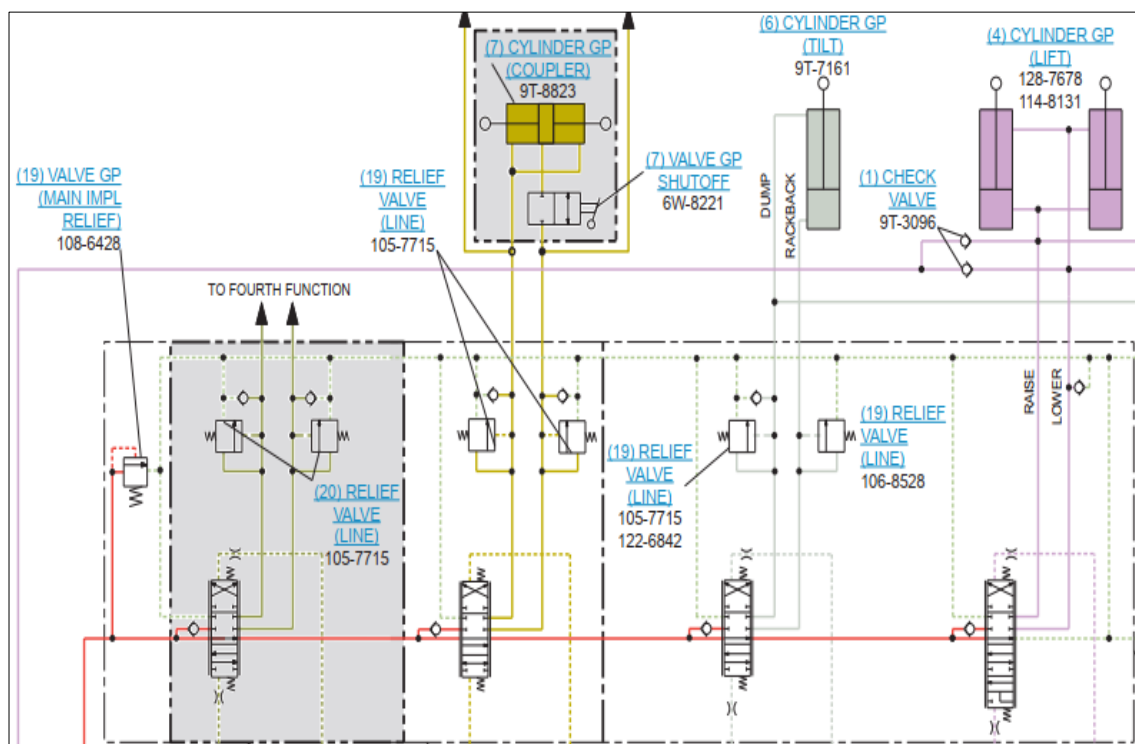 (7) CYLINDER GP
(COUPLER)
9T-8823
(6) CYLINDER GP
(TILT)
9T-7161
(4) CYLINDER GP
(LIFT)
128-7678
114-8131
(19) VALVE GP
(MAIN IMPL
RELIEF)
108-6428
(19) RELIEF
VALVE
(LINE)
105-7715
(7) VALVE GP
SHUTOFF
6W-8221
DUMP
RACKBACK
(1) CHECK
VALVE
9T-3096
TO FOURTH FUNCTION
RAISE
LOWER
(20) RELIEF
VALVE
(LINE)
105-7715
(19) RELIEF
VALVE
(LINE)
105-7715
122-6842
(19) RELIEF
VALVE
(LINE)
106-8528